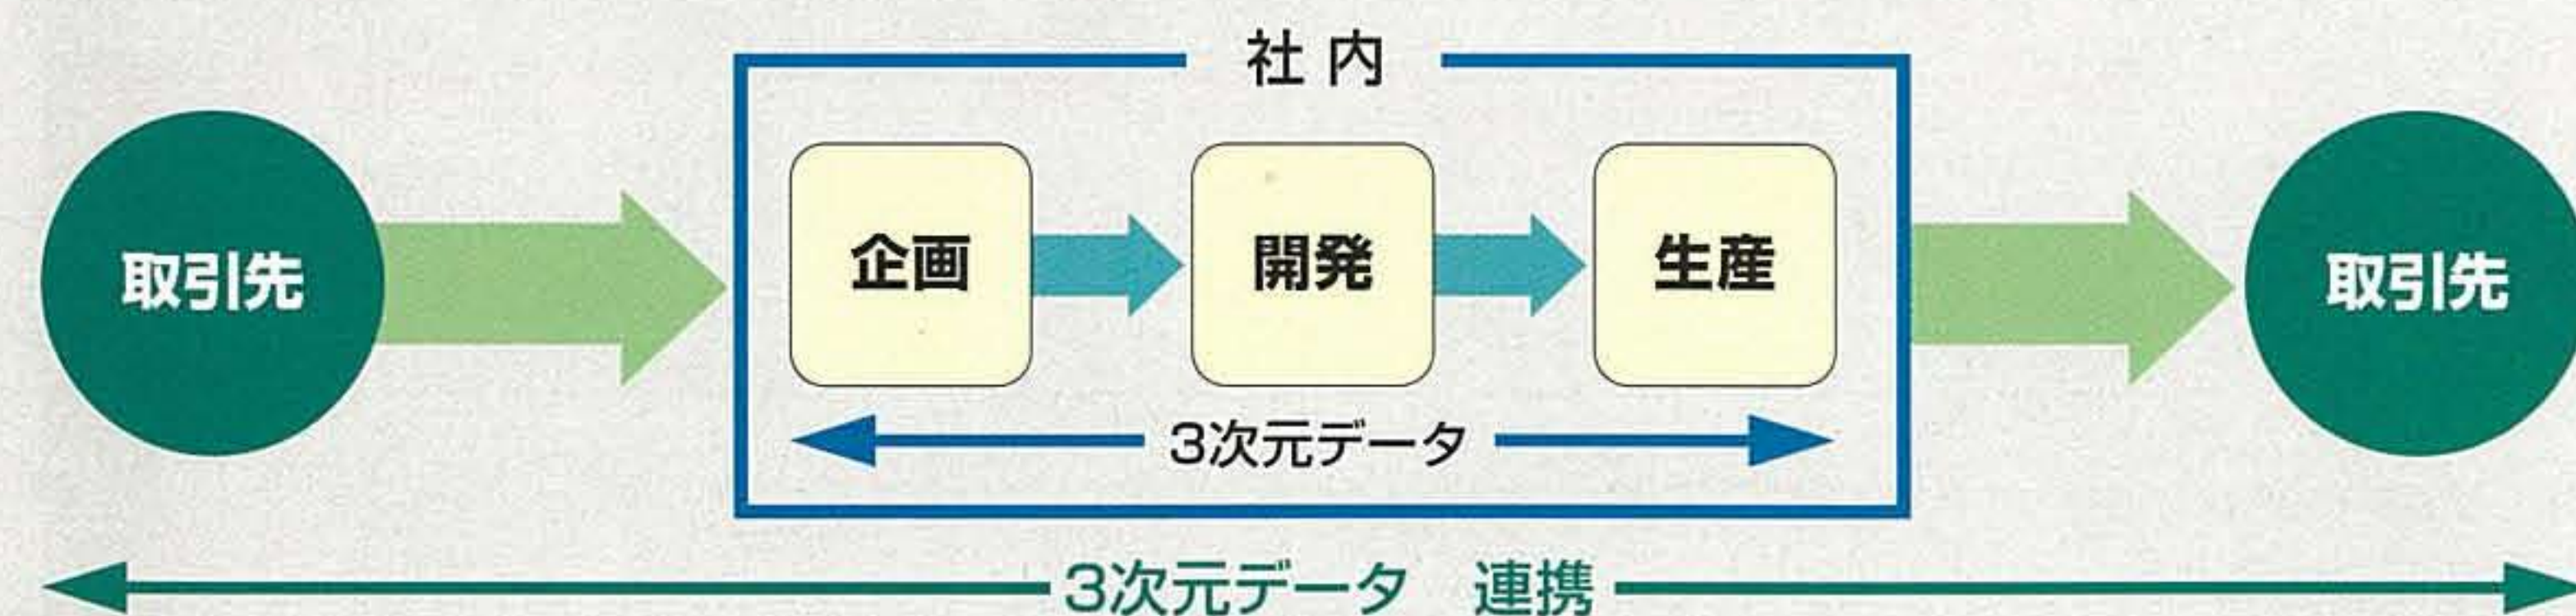 社内
取引先
企画
開発
生産
取引先
3次元データ
3次元データ 連携